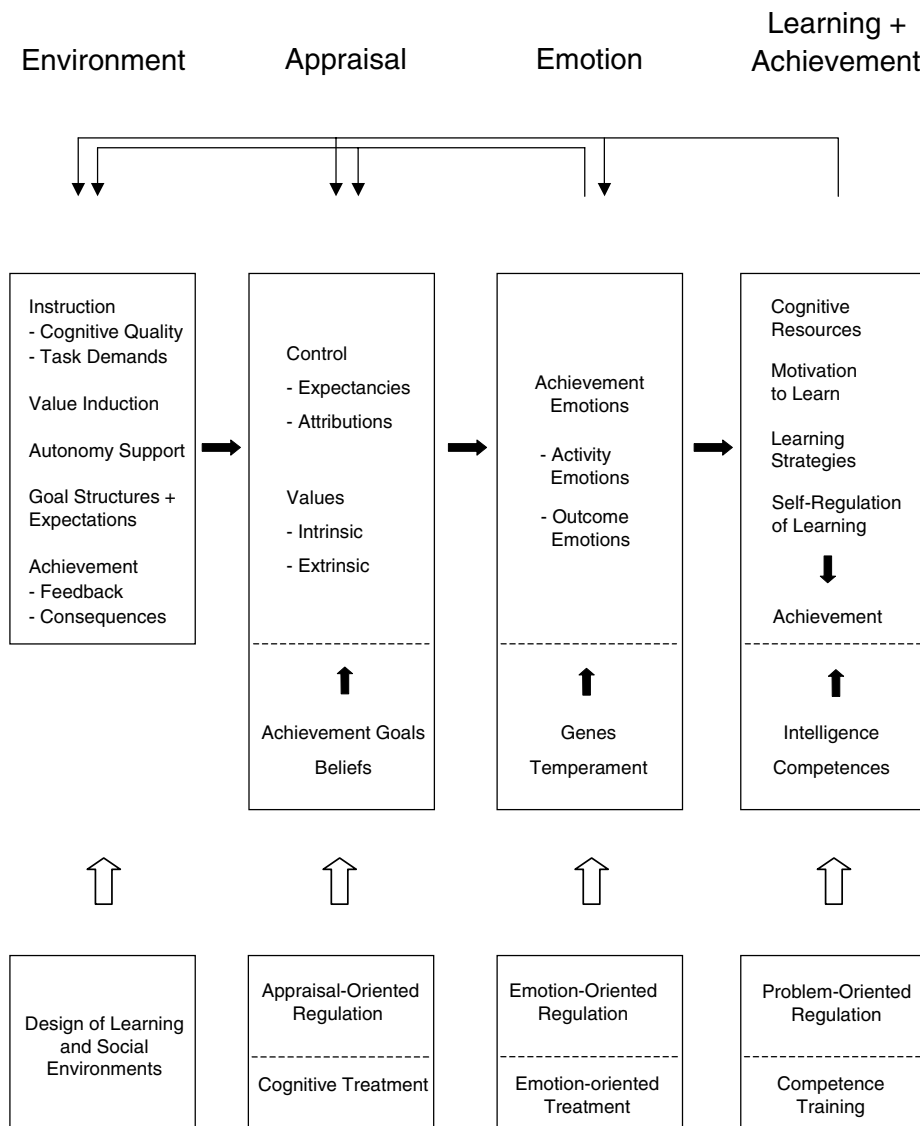 Environment
Appraisal
Emotion
Learning +
Achievement
Instruction
- Cognitive Quality
- Task Demands
Value Induction
Autonomy Support
Goal Structures +
Expectations
Achievement
- Feedback
- Consequences
Control
- Expectancies
- Attributions
Values
- Intrinsic
- Extrinsic
Achievement Goals
Beliefs
Achievement
Emotions
- Activity
Emotions
- Outcome
Emotions
Genes
Temperament
Cognitive
Resources
Motivation
to Learn
Learning
Strategies
Self-Regulation
of Learning
Achievement
Intelligence
Competences
Design of Learning
and Social
Environments
Appraisal-Oriented
Regulation
Cognitive Treatment
Emotion-Oriented
Regulation
Emotion-oriented
Treatment
Problem-Oriented
Regulation
Competence
Training